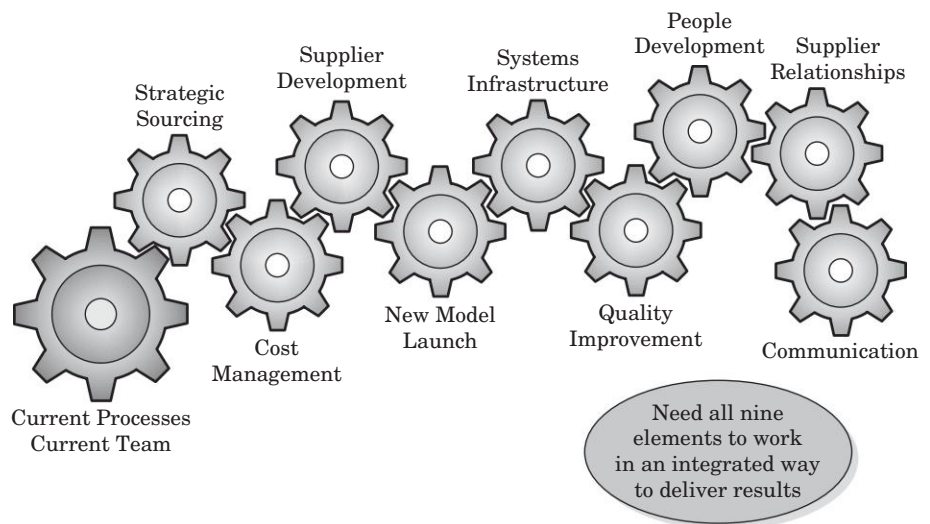 Strategic
Sourcing
Supplier
Development
Systems
Infrastructure
People
Development
Supplier
Relationships
Current Processes
Current Team
Cost
Management
New Model
Launch
Quality
Improvement
Communication
Need all nine
elements to work
in an integrated way
to deliver results